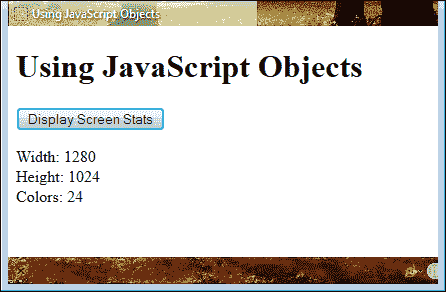 Using JavaScript Objects
Using JavaScript Objects
Display Screen Stats
Width: 1280
Height: 1024
Colors: 24